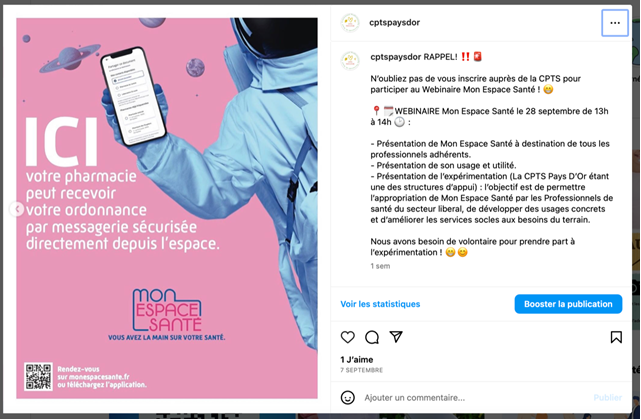 ICI
votre pharmacie
peut recevoir
votre ordonnance
par messagerie sécurisée
directement depuis l'espace.
MON
ESPACE
SANTÉ
VOUS AVEZ LA MAIN SUR VOTRE SANTÉ.
Rendez-vous
sur monespacesante.fr
ou téléchargez l'application.
cptspaysdor
cptspaysdor RAPPEL! ‼️🚨
N'oubliez pas de vous inscrire auprès de la CPTS pour
participer au Webinaire Mon Espace Santé ! 😁
📍🗓️WEBINAIRE Mon Espace Santé le 28 septembre de 13h
à 14h 🕐 :
- Présentation de Mon Espace Santé à destination de tous les
professionnels adhérents.
- Présentation de son usage et utilité.
- Présentation de l'expérimentation (La CPTS Pays D'Or étant
une des structures d'appui) : l'objectif est de permettre
l'appropriation de Mon Espace Santé par les Professionnels de
santé du secteur liberal, de développer des usages concrets
et d'améliorer les services socles aux besoins du terrain.
Nous avons besoin de volontaire pour prendre part à
l'expérimentation ! 😀😊
1 sem
Voir les statistiques
Booster la publication
1 J'aime
7 SEPTEMBRE
Ajouter un commentaire...
Publier